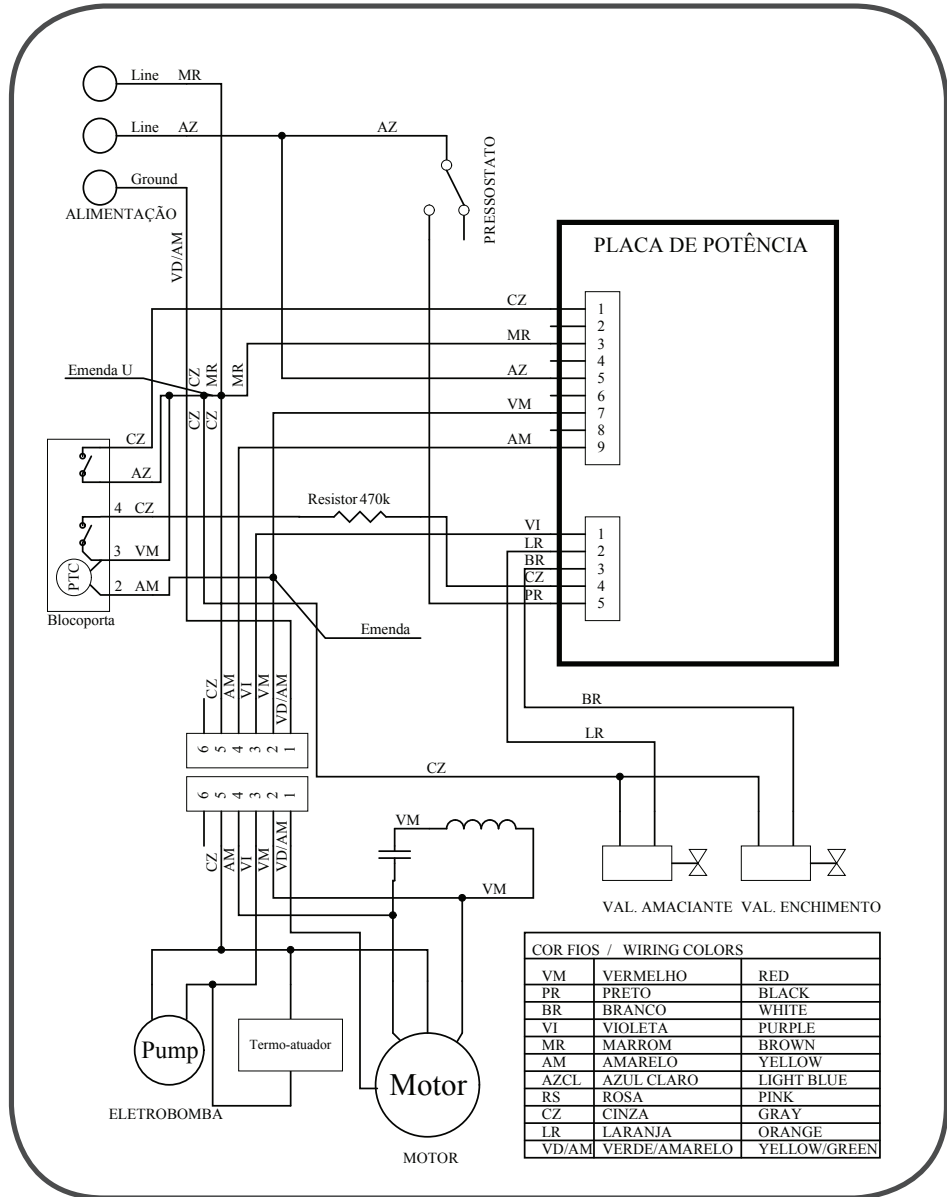 Line MR
Line AZ
AZ
Ground
ALIMENTAÇÃO
VD/AM
PRESSOSTATO
PLACA DE POTÊNCIA
CZ
1
2
MR
3
4
AZ
5
6
VM
7
8
AM
9
Emenda U
CZ
MR
MR
CZ
CZ
CZ
AZ
4 CZ
3 VM
PTC
2 AM
Blocoporta
Resistor 470k
VI
1
LR
2
BR
3
CZ
4
PR
5
Emenda
CZ
AM
VI
VM
VD/AM
6 5 4 3 2 1
6 5 4 3 2 1
CZ
AM
VI
VM
VD/AM
BR
LR
CZ
VM
VM
VAL. AMACIANTE
VAL. ENCHIMENTO
Pump
ELETROBOMBA
Termo-atuador
Motor
MOTOR
COR FIOS / WIRING COLORS
VM VERMELHO RED
PR PRETO BLACK
BR BRANCO WHITE
VI VIOLETA PURPLE
MR MARROM BROWN
AM AMARELO YELLOW
AZCL AZUL CLARO LIGHT BLUE
RS ROSA PINK
CZ CINZA GRAY
LR LARANJA ORANGE
VD/AM VERDE/AMARELO YELLOW/GREEN